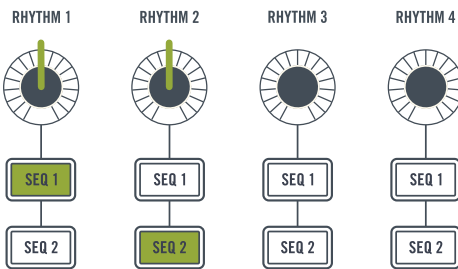 RHYTHM 1 RHYTHM 2 RHYTHM 3 RHYTHM 4
SEQ 1 SEQ 1 SEQ 1 SEQ 1
SEQ 2 SEQ 2 SEQ 2 SEQ 2